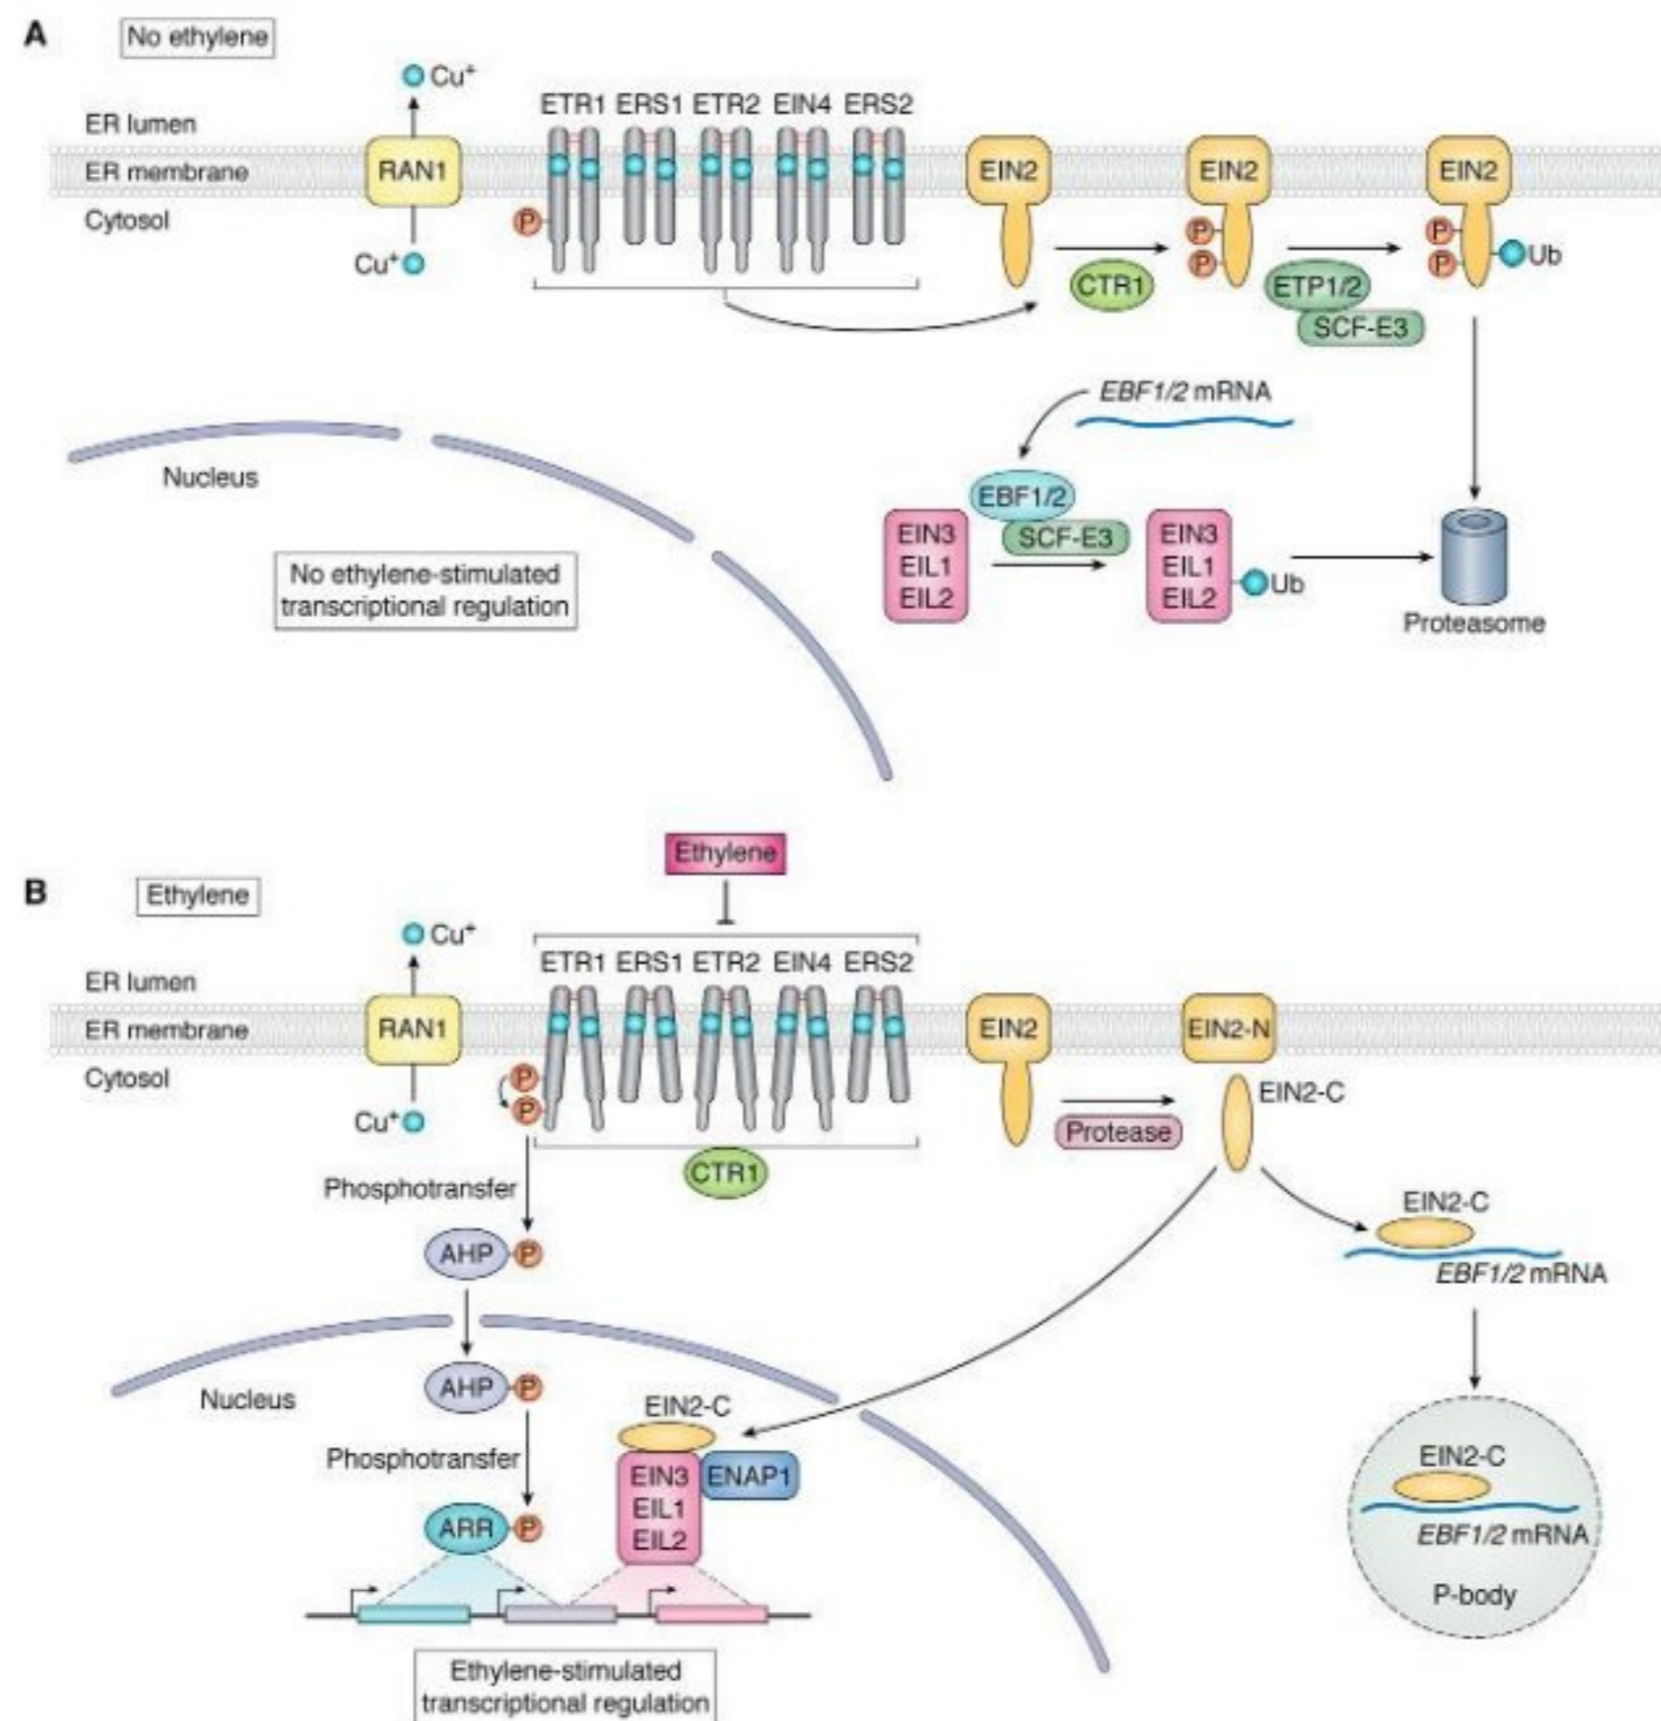 A
No ethylene
Cu⁺
ETR1 ERS1 ETR2 EIN4 ERS2
ER lumen
ER membrane
RAN1
EIN2
EIN2
EIN2
Cytosol
P
P
P
P
P
Ub
Cu⁺
CTR1
ETP1/2
SCF-E3
EBF1/2 mRNA
Nucleus
EBF1/2
SCF-E3
EIN3
EIL1
EIL2
EIN3
EIL1
EIL2
Ub
No ethylene-stimulated
transcriptional regulation
Proteasome
Ethylene
B
Ethylene
Cu⁺
ETR1 ERS1 ETR2 EIN4 ERS2
ER lumen
ER membrane
RAN1
EIN2
EIN2-N
Cytosol
P
P
EIN2-C
Cu⁺
Protease
CTR1
Phosphotransfer
EIN2-C
AHP
P
EBF1/2 mRNA
AHP
P
Nucleus
EIN2-C
Phosphotransfer
EIN3
EIL1
EIL2
ENAP1
EIN2-C
ARR
P
EBF1/2 mRNA
P-body
Ethylene-stimulated
transcriptional regulation